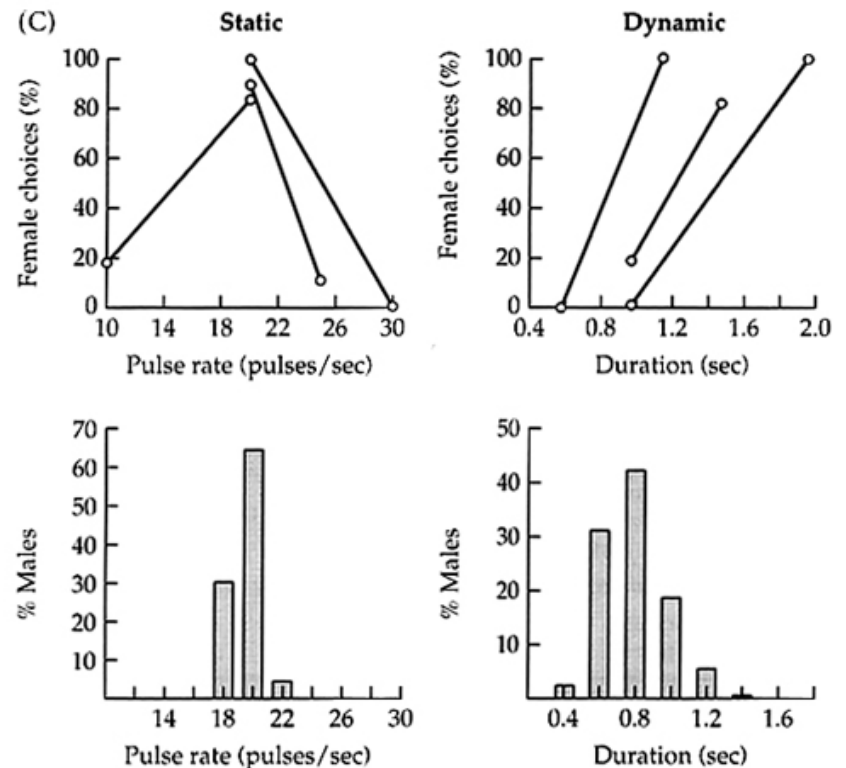 (C)
Static
Female choices (%)
100
80
60
40
20
0
10 14 18 22 26 30
Pulse rate (pulses/sec)
Dynamic
Female choices (%)
100
80
60
40
20
0
0.4 0.8 1.2 1.6 2.0
Duration (sec)
% Males
70
60
50
40
30
20
10
14 18 22 26 30
Pulse rate (pulses/sec)
% Males
50
40
30
20
10
0.4 0.8 1.2 1.6
Duration (sec)